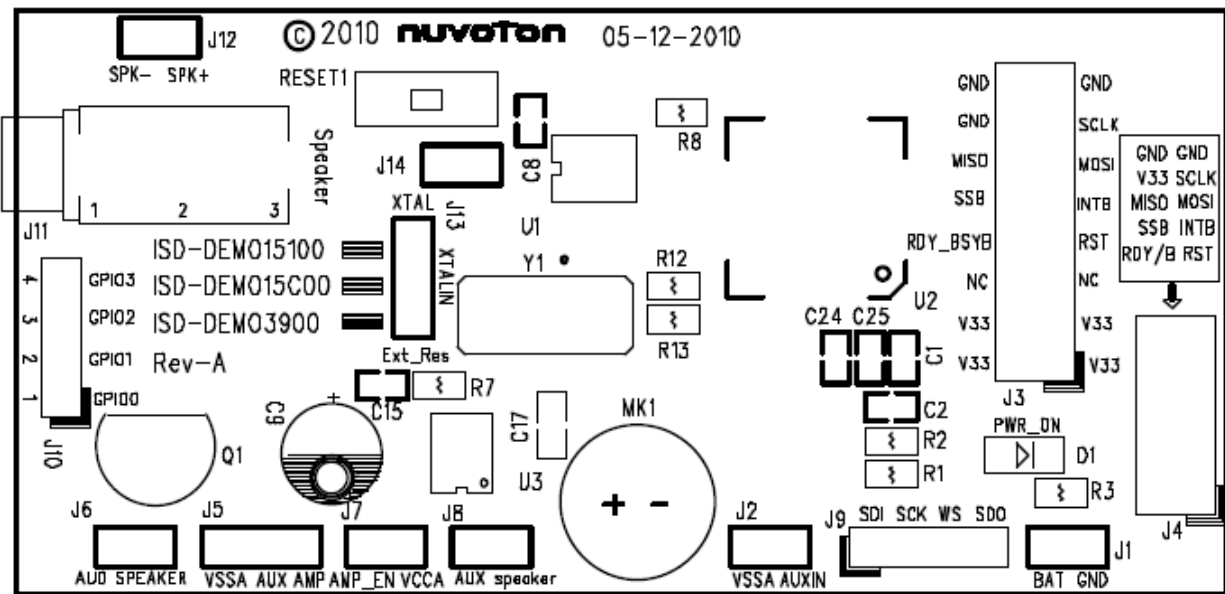 J12
© 2010 nuvoTon 05-12-2010
SPK- SPK+
RESET1
C8
R8
Speaker
1 2 3
J11
J14
XTAL
J13
XTALIN
Ext_Res
U1
Y1
R12
R13
U2
ISD-DEMO15100
ISD-DEMO15C00
ISD-DEMO3900
Rev-A
4 GPIO3
3 GPIO2
2 GPIO1
1 GPIO0
J10
Q1
C9
+
C15
R7
C17
U3
MK1
+ -
C24 C25 C1
C2
R2
R1
GND GND
GND SCLK
MISO MOSI
SSB INTB
RDY_BSYB RST
NC NC
V33 V33
V33 V33
J3
GND GND
V33 SCLK
MISO MOSI
SSB INTB
RDY/B RST
J4
PWR_ON
D1
R3
J6
AUD SPEAKER
J5
VSSA AUX AMP
J7
AMP_EN VCCA
J8
AUX speaker
J2
VSSA AUXIN
J9
SDI SCK WS SDO
J1
BAT GND